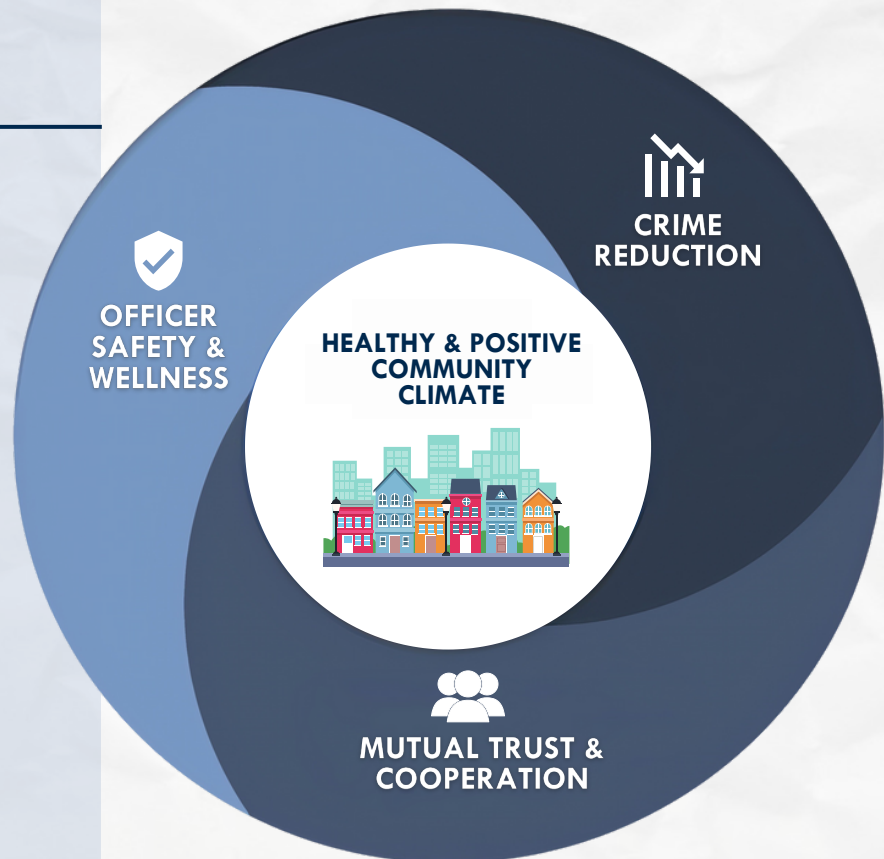 CRIME
REDUCTION
OFFICER
SAFETY &
WELLNESS
HEALTHY & POSITIVE
COMMUNITY
CLIMATE
MUTUAL TRUST &
COOPERATION